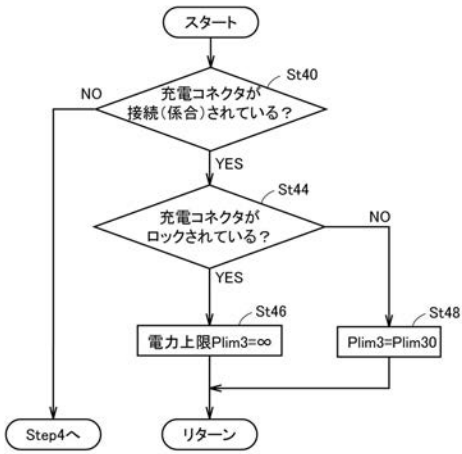 スタート
St40
NO
充電コネクタが
接続(係合)されている?
YES
St44
充電コネクタが
ロックされている?
NO
YES
St46
電力上限Plim3=∞
St48
Plim3=Plim30
Step4へ
リターン